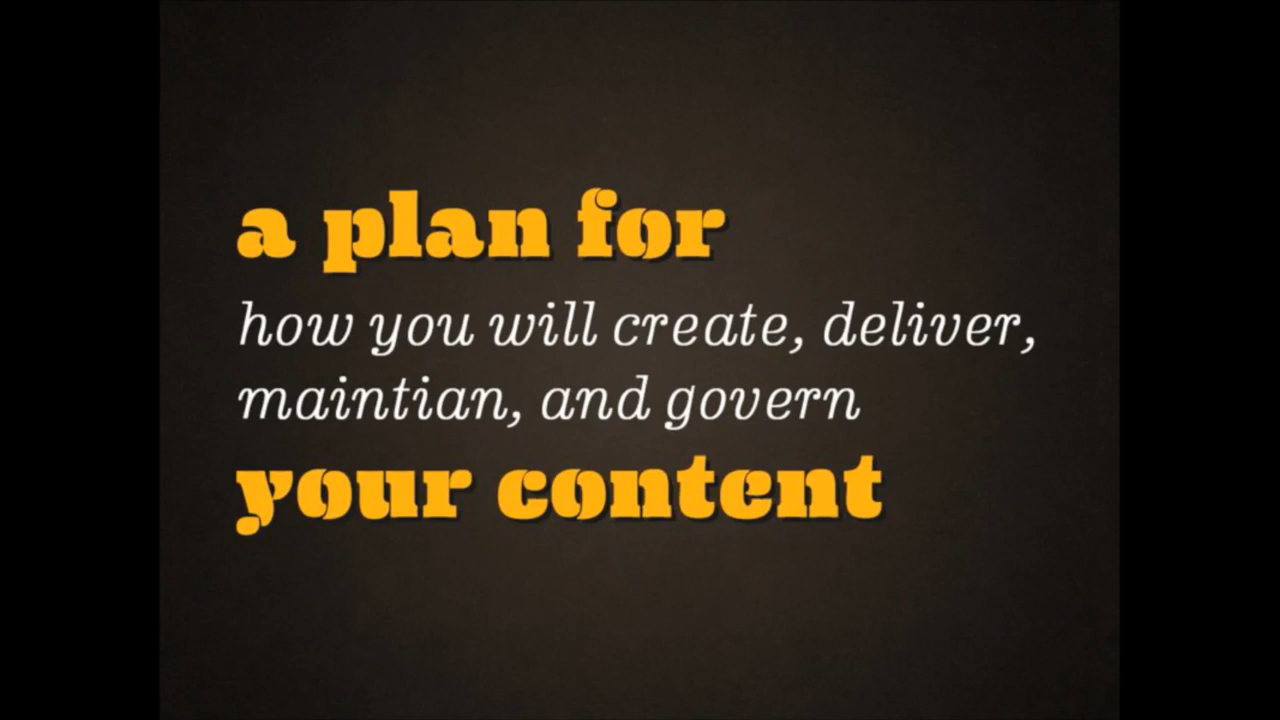 a plan for
how you will create, deliver,
maintian, and govern
your content